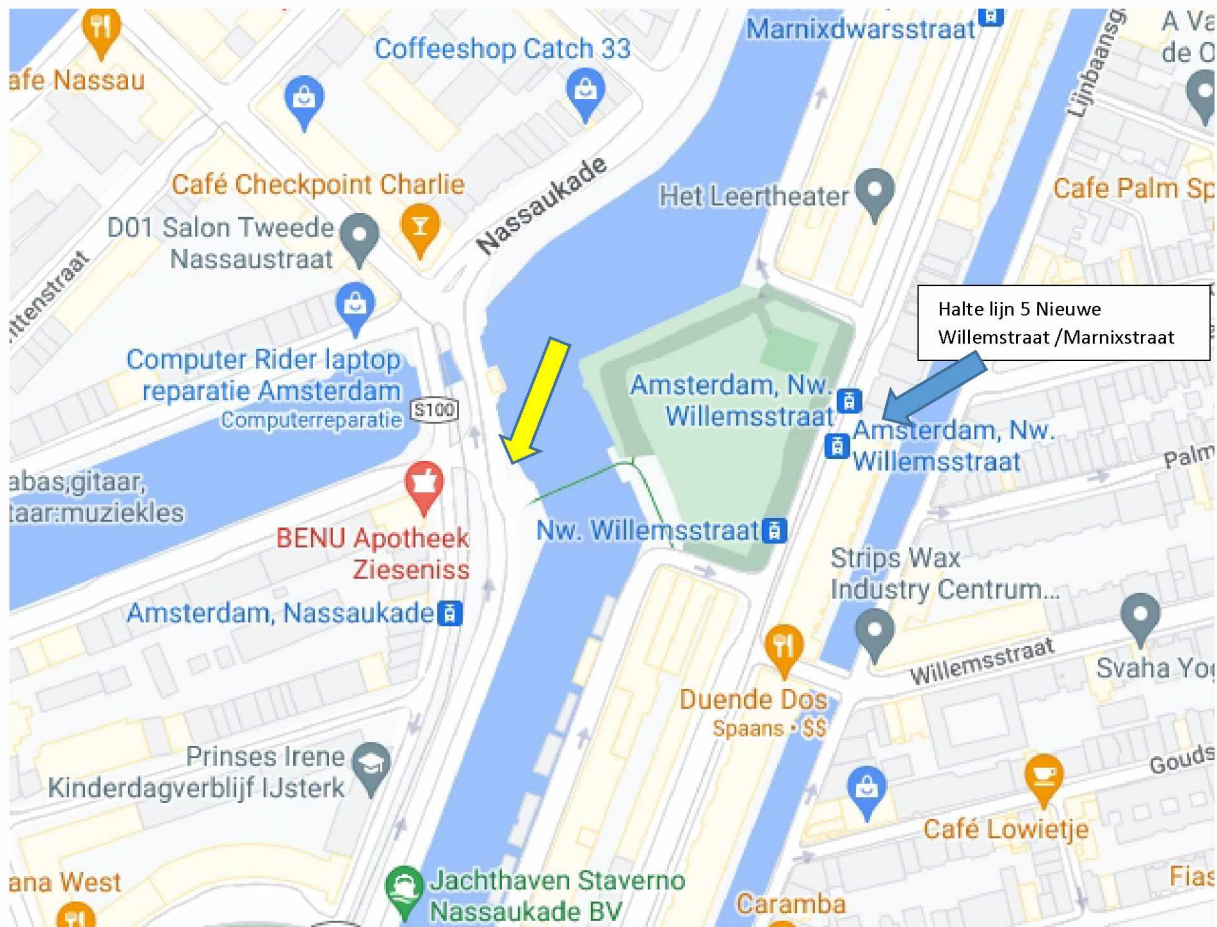 Coffeeshop Catch 33
Marnixdwarsstraat
A Va
de O
afe Nassau
Lijnbaansg
Nassaukade
Café Checkpoint Charlie
Het Leertheater
Cafe Palm Sp
D01 Salon Tweede
Nassaustraat
ittenstraat
Halte lijn 5 Nieuwe
Willemstraat /Marnixstraat
Computer Rider laptop
reparatie Amsterdam
Computerreparatie
S100
Amsterdam, Nw.
Willemsstraat
Amsterdam, Nw.
Willemsstraat
Palm
abas,gitaar,
taar:muziekles
BENU Apotheek
Zieseniss
Nw. Willemsstraat
Strips Wax
Industry Centrum...
Amsterdam, Nassaukade
Willemsstraat
Svaha Yog
Duende Dos
Spaans · $$
Prinses Irene
Kinderdagverblijf IJsterk
Gouds
Café Lowietje
ana West
Jachthaven Staverno
Nassaukade BV
Caramba
Fias